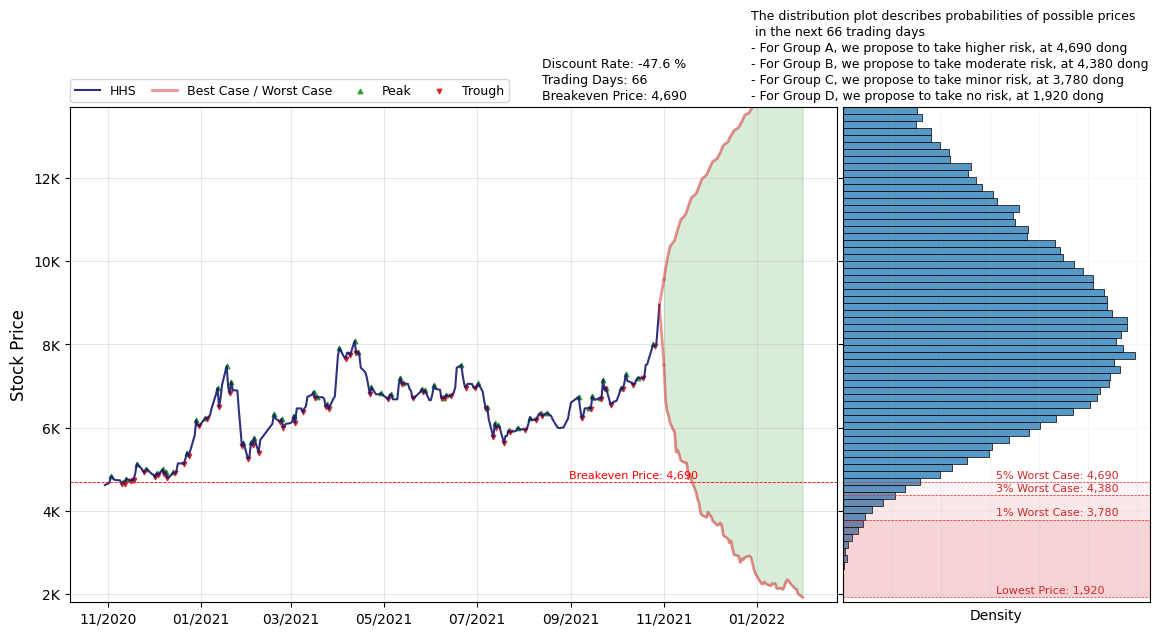 The distribution plot describes probabilities of possible prices
in the next 66 trading days
- For Group A, we propose to take higher risk, at 4,690 dong
- For Group B, we propose to take moderate risk, at 4,380 dong
- For Group C, we propose to take minor risk, at 3,780 dong
- For Group D, we propose to take no risk, at 1,920 dong
Discount Rate: -47.6 %
Trading Days: 66
Breakeven Price: 4,690
HHS
Best Case / Worst Case
Peak
Trough
Stock Price
12K
10K
8K
6K
4K
2K
Breakeven Price: 4,690
11/2020
01/2021
03/2021
05/2021
07/2021
09/2021
11/2021
01/2022
5% Worst Case: 4,690
3% Worst Case: 4,380
1% Worst Case: 3,780
Lowest Price: 1,920
Density